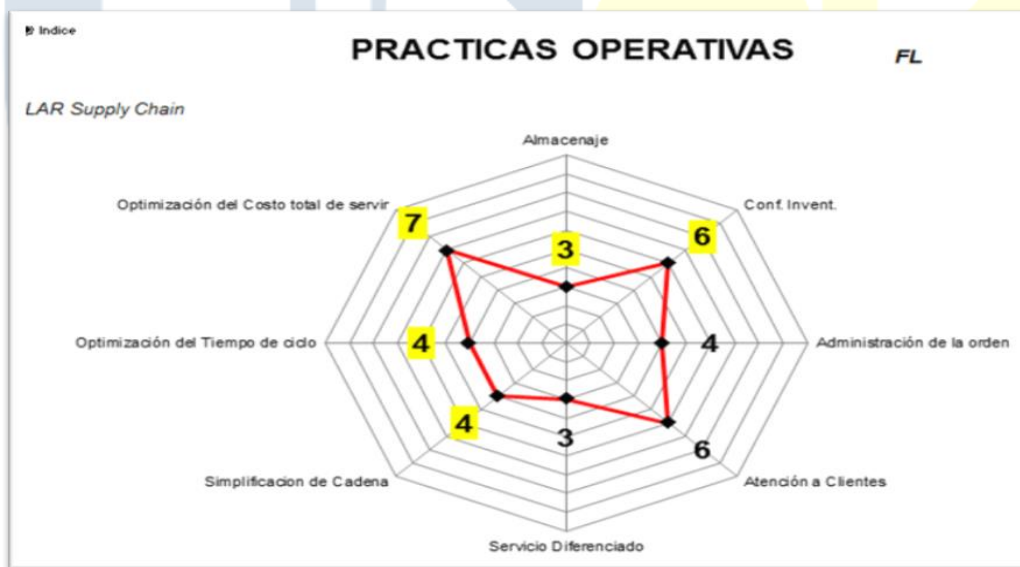 Indice
PRACTICAS OPERATIVAS
FL
LAR Supply Chain
Almacenaje
Optimización del Costo total de servir
Conf. Invent.
7
6
3
Optimización del Tiempo de ciclo
4
4
Administración de la orden
4
3
6
Simplificacion de Cadena
Atención a Clientes
Servicio Diferenciado